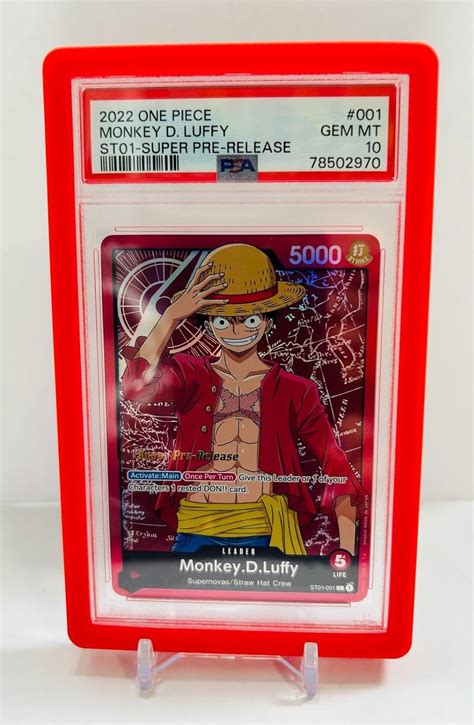 2022 ONE PIECE #001
MONKEY D. LUFFY GEM MT
ST01-SUPER PRE-RELEASE 10
PSA 78502970
5000 打
STRIKE
Super Pre-Release
Activate:Main Once Per Turn Give this Leader or 1 of your
Characters 1 rested DON!! card.
LEADER
Monkey.D.Luffy
Supernovas/Straw Hat Crew
5
LIFE
ST01-001 L